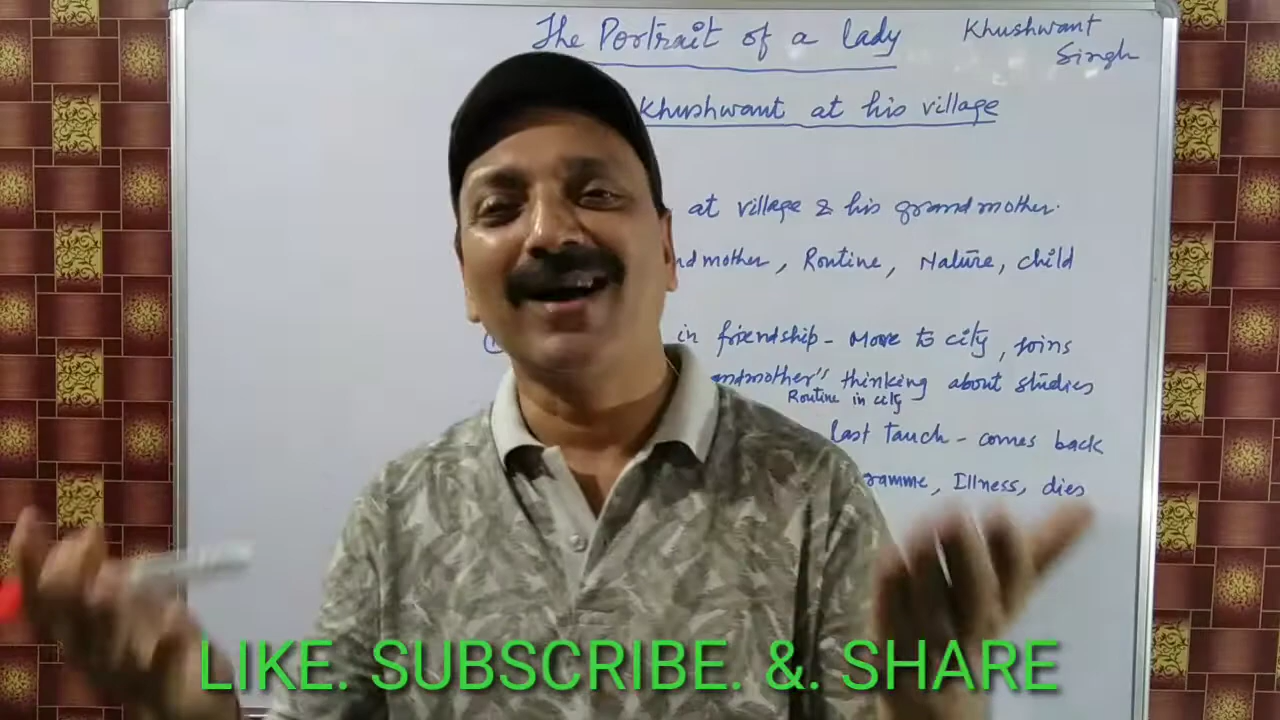 The Portrait of a lady
Khushwant
Singh
Khushwant at his village
at village & his grandmother.
ndmother, Routine, Nature, child
in friendship - Move to city, joins
andmother's thinking about studies
Routine in city
last tauch - comes back
ramme, Illness, dies
LIKE. SUBSCRIBE. &. SHARE